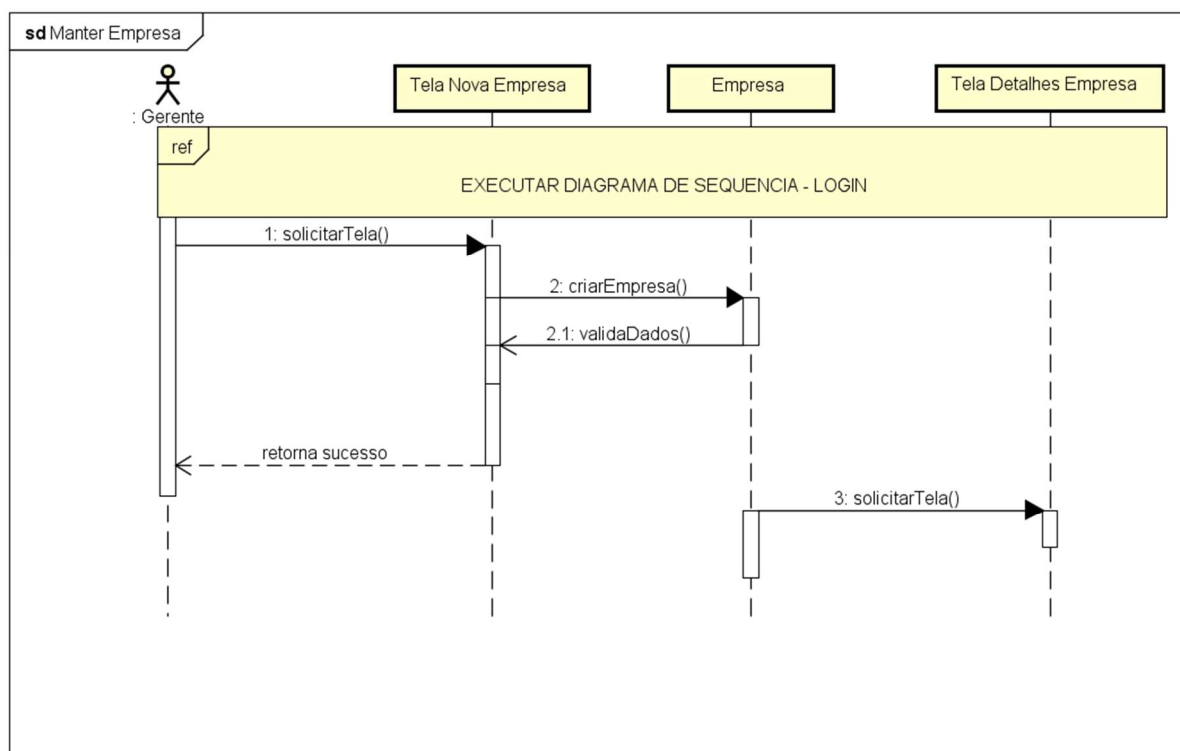 sd Manter Empresa
: Gerente
Tela Nova Empresa
Empresa
Tela Detalhes Empresa
ref
EXECUTAR DIAGRAMA DE SEQUENCIA - LOGIN
1: solicitarTela()
2: criarEmpresa()
2.1: validaDados()
retorna sucesso
3: solicitarTela()